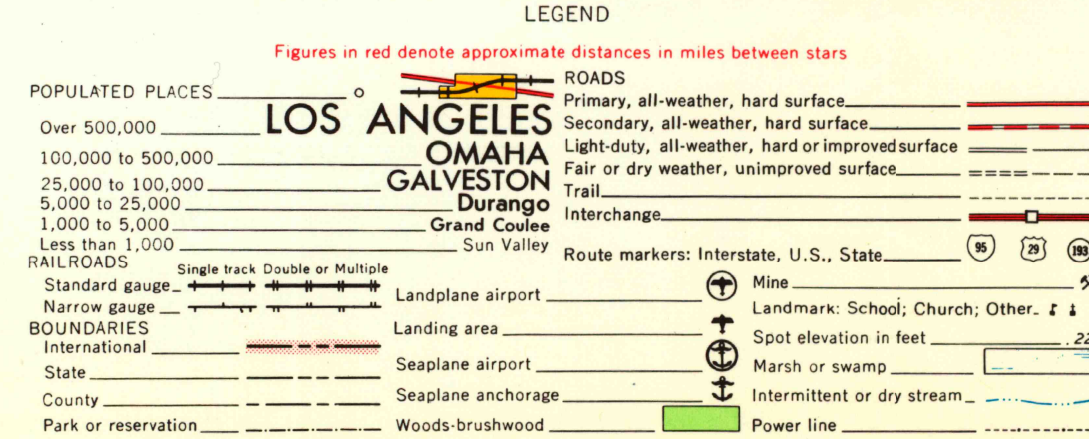 LEGEND
Figures in red denote approximate distances in miles between stars
POPULATED PLACES
Over 500,000 LOS ANGELES
100,000 to 500,000 OMAHA
25,000 to 100,000 GALVESTON
5,000 to 25,000 Durango
1,000 to 5,000 Grand Coulee
Less than 1,000 Sun Valley
RAILROADS
Single track Double or Multiple
Standard gauge
Narrow gauge
BOUNDARIES
International
State
County
Park or reservation
Landplane airport
Landing area
Seaplane airport
Seaplane anchorage
Woods-brushwood
ROADS
Primary, all-weather, hard surface
Secondary, all-weather, hard surface
Light-duty, all-weather, hard or improved surface
Fair or dry weather, unimproved surface
Trail
Interchange
Route markers: Interstate, U.S., State 95 29 193
Mine
Landmark: School; Church; Other
Spot elevation in feet
Marsh or swamp
Intermittent or dry stream
Power line